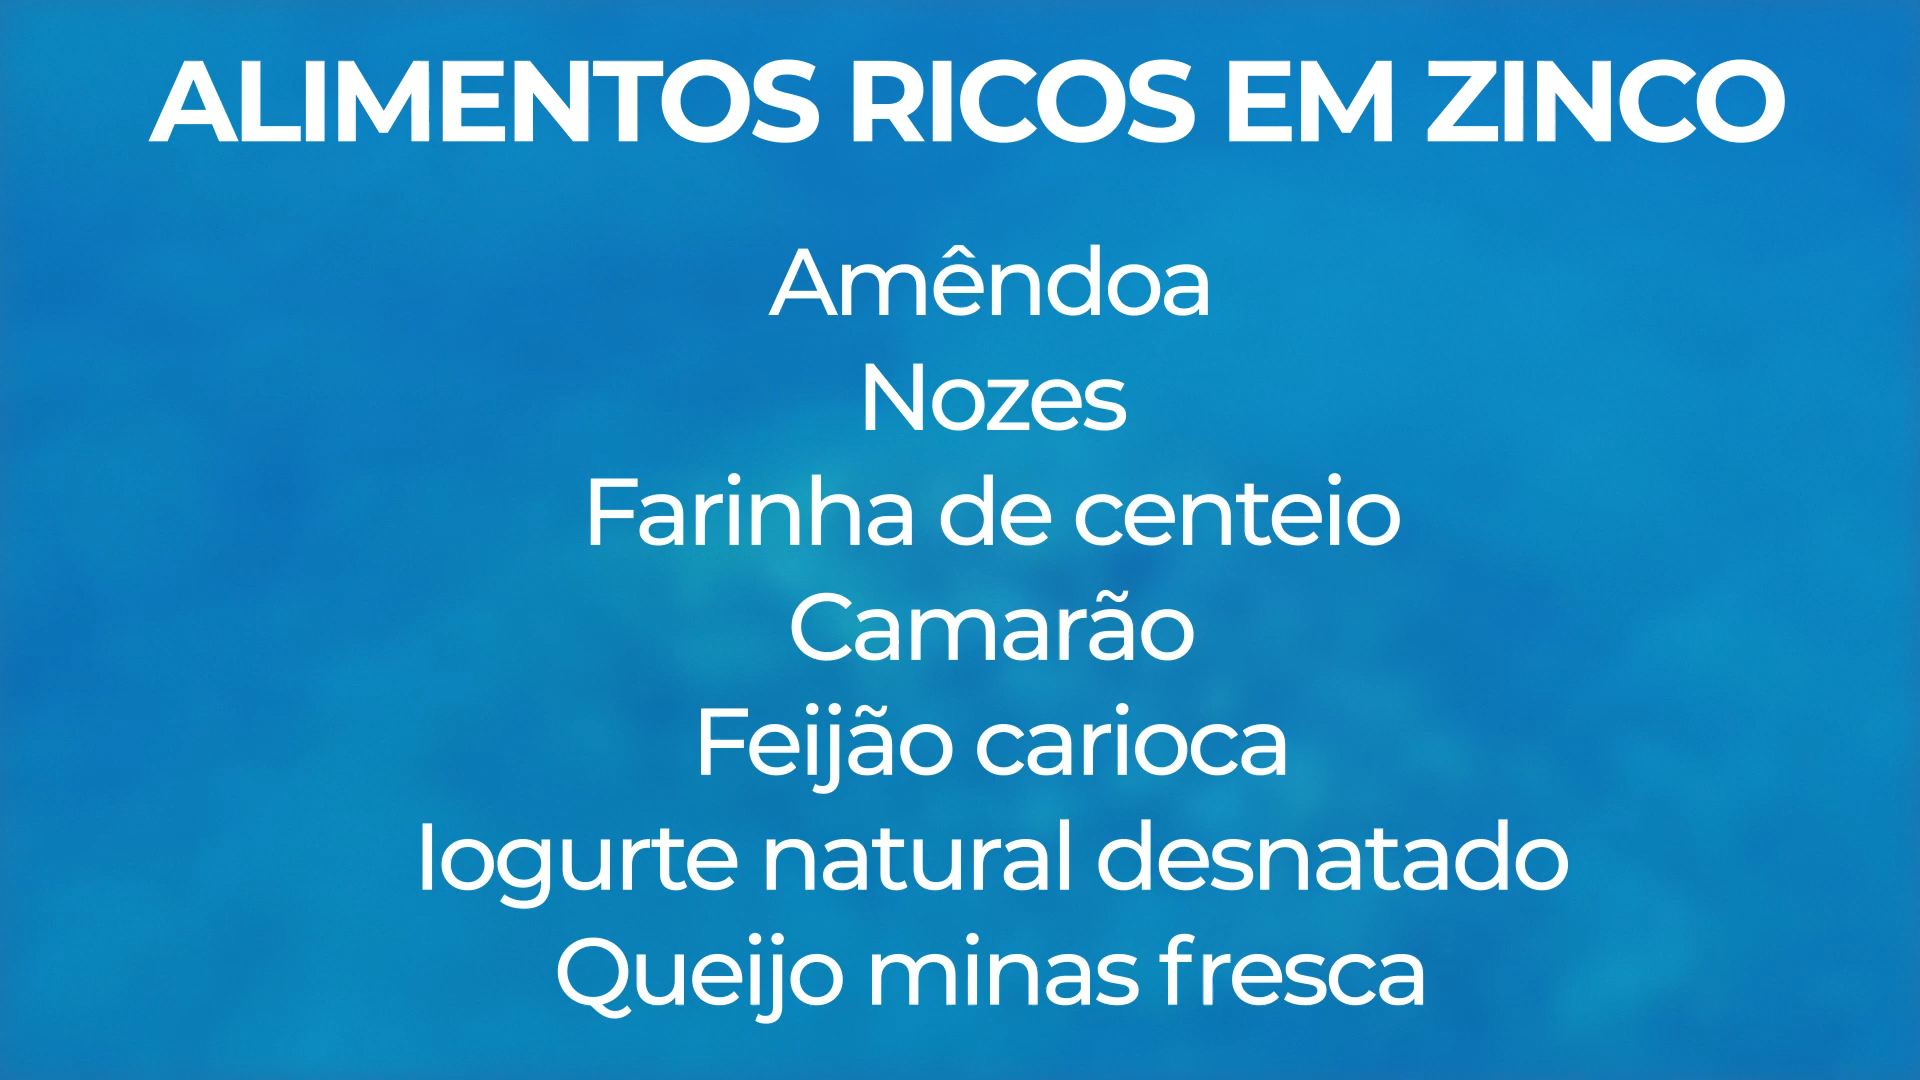 ALIMENTOS RICOS EM ZINCO
Amêndoa
Nozes
Farinha de centeio
Camarão
Feijão carioca
Iogurte natural desnatado
Queijo minas fresca